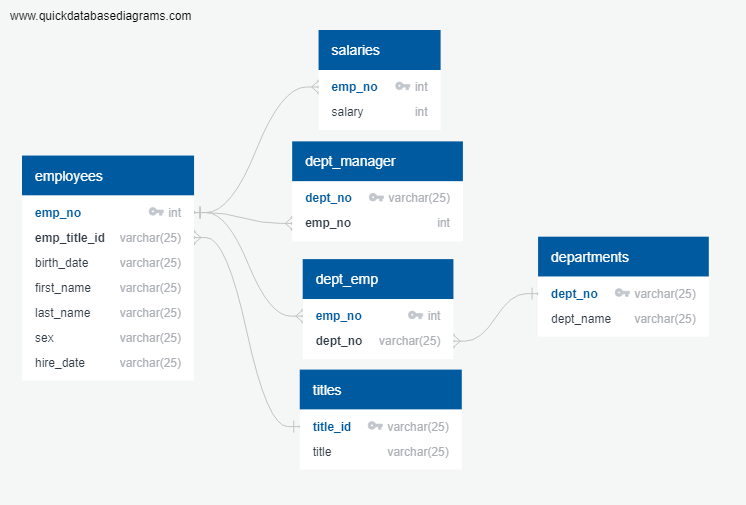 www.quickdatabasediagrams.com
salaries
emp_no int
salary int
dept_manager
dept_no varchar(25)
emp_no int
employees
emp_no int
emp_title_id varchar(25)
birth_date varchar(25)
first_name varchar(25)
last_name varchar(25)
sex varchar(25)
hire_date varchar(25)
dept_emp
emp_no int
dept_no varchar(25)
departments
dept_no varchar(25)
dept_name varchar(25)
titles
title_id varchar(25)
title varchar(25)